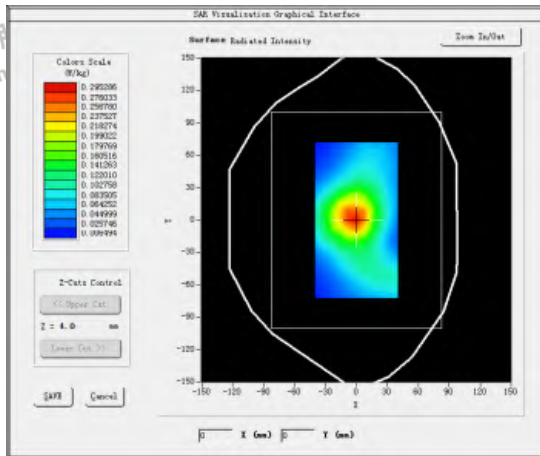 SAR Visualisation Graphical Interface
Surface Radiated Intensity
Zoom In/Out
Colors Scale
(W/kg)
0.295286
0.276033
0.256780
0.237527
0.218274
0.199022
0.179769
0.160516
0.141263
0.122010
0.102758
0.083505
0.064252
0.044999
0.025746
0.006494
150
120
90
60
30
0
-30
-60
-90
-120
-150
Y
-150 -120 -90 -60 -30 0 30 60 90 120 150
X
Z-Cuts Control
<< Upper Cut
Z = 4.0 mm
Lower Cut >>
SAVE Cancel
0 X (mm) 0 Y (mm)